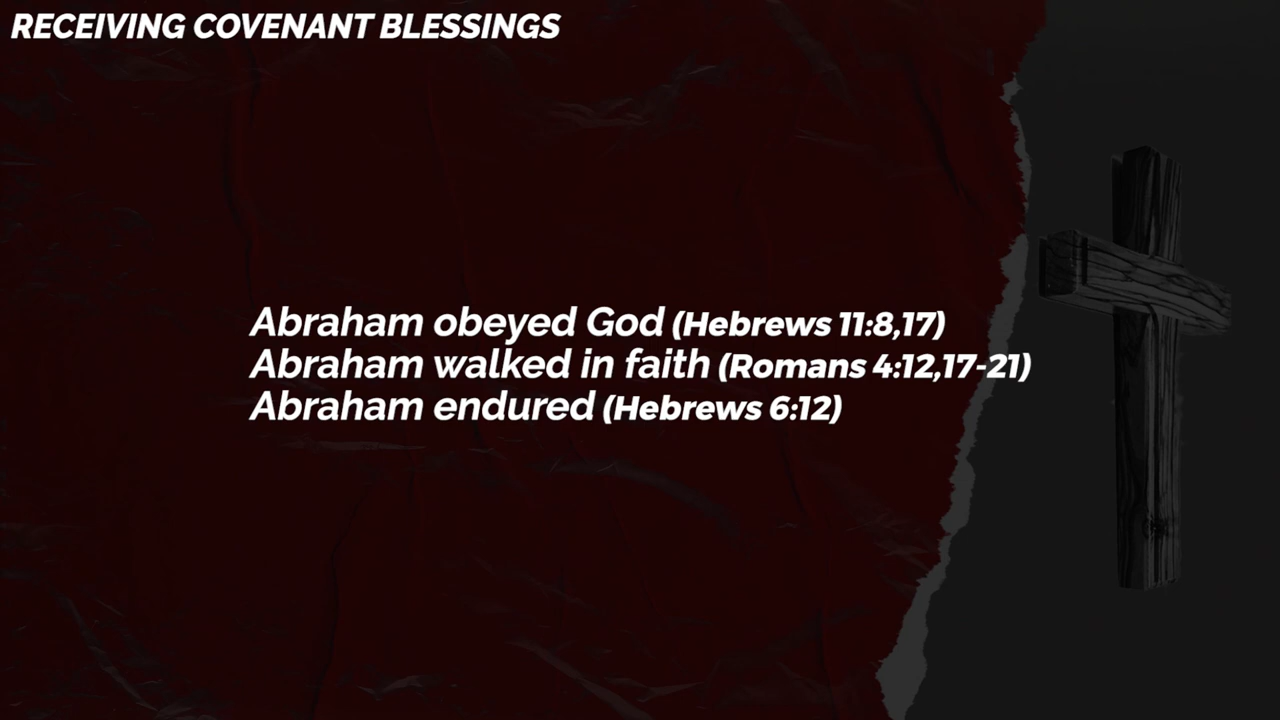 RECEIVING COVENANT BLESSINGS
Abraham obeyed God (Hebrews 11:8,17)
Abraham walked in faith (Romans 4:12,17-21)
Abraham endured (Hebrews 6:12)